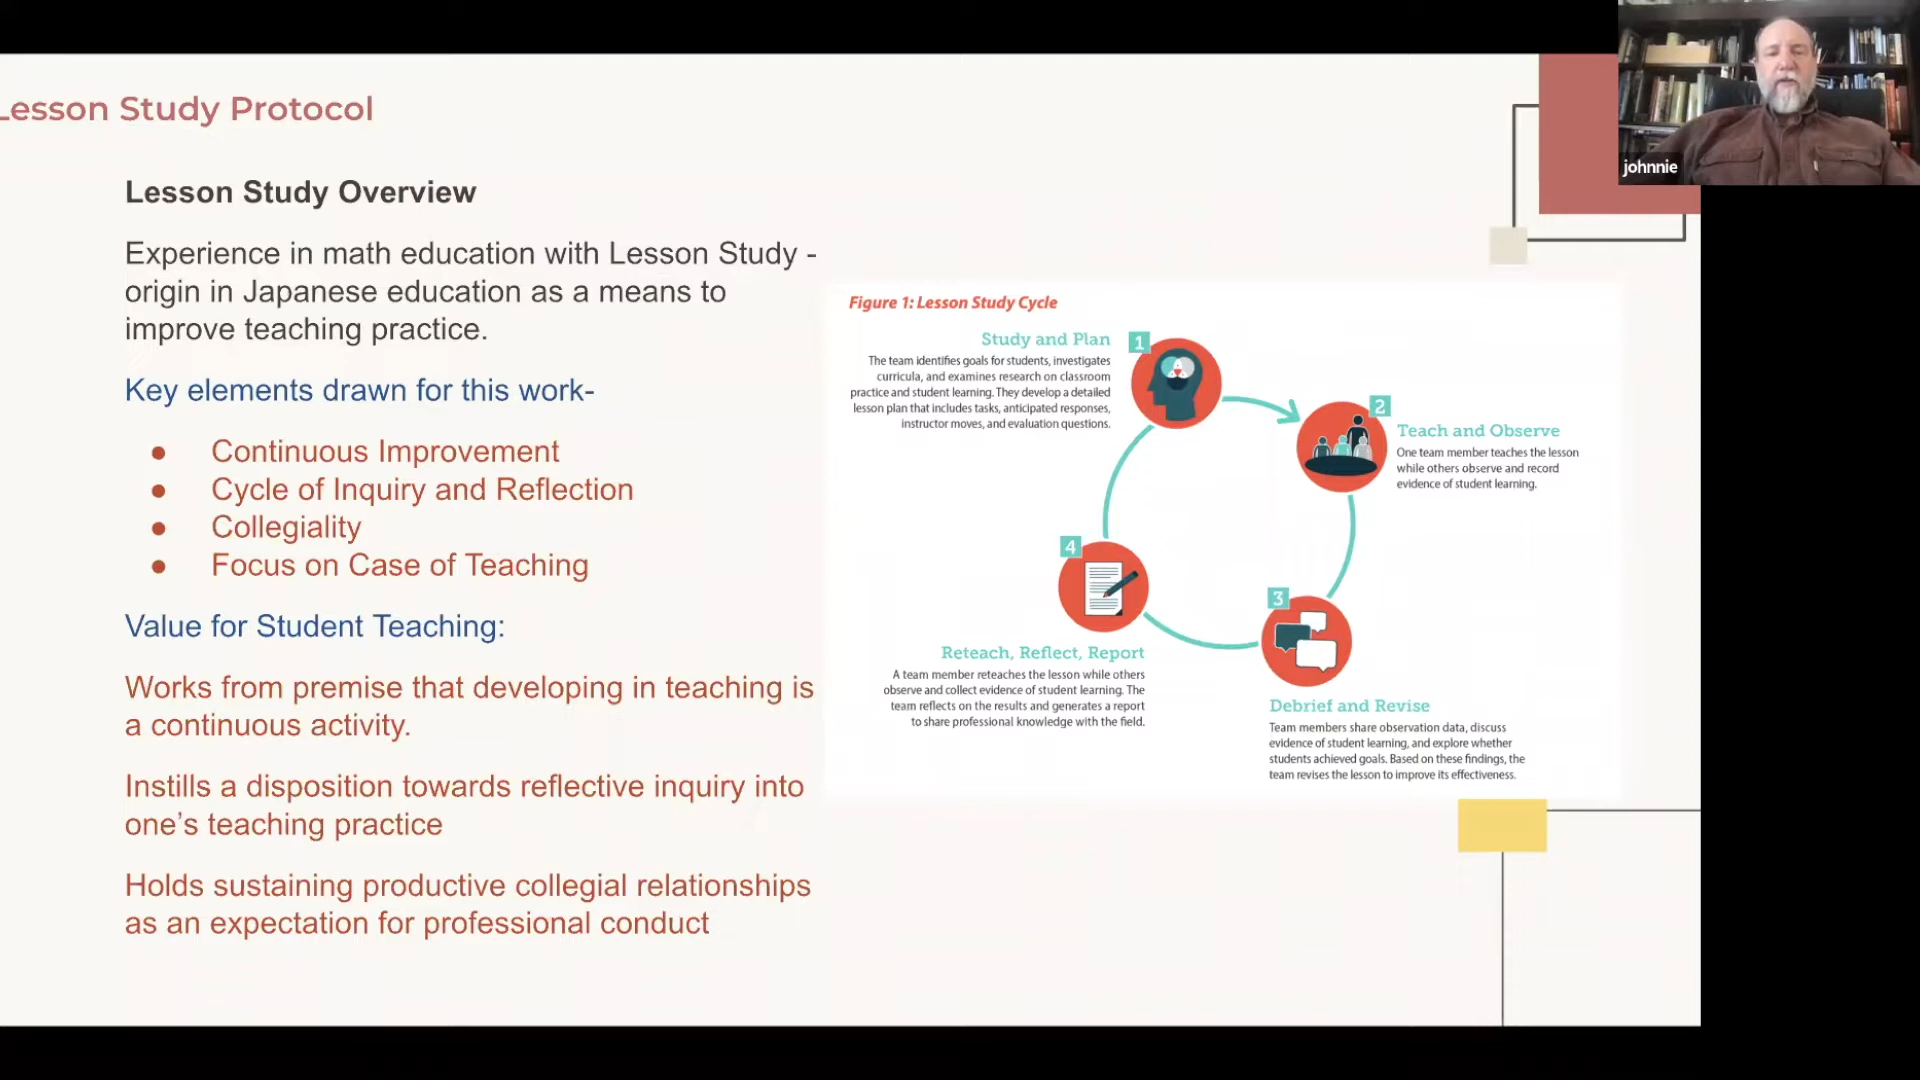 Lesson Study Protocol
johnnie
Lesson Study Overview
Experience in math education with Lesson Study -
origin in Japanese education as a means to
improve teaching practice.
Key elements drawn for this work-
● Continuous Improvement
● Cycle of Inquiry and Reflection
● Collegiality
● Focus on Case of Teaching
Value for Student Teaching:
Works from premise that developing in teaching is
a continuous activity.
Instills a disposition towards reflective inquiry into
one’s teaching practice
Holds sustaining productive collegial relationships
as an expectation for professional conduct
Figure 1: Lesson Study Cycle
1
Study and Plan
The team identifies goals for students, investigates
curricula, and examines research on classroom
practice and student learning. They develop a detailed
lesson plan that includes tasks, anticipated responses,
instructor moves, and evaluation questions.
2
Teach and Observe
One team member teaches the lesson
while others observe and record
evidence of student learning.
3
Debrief and Revise
Team members share observation data, discuss
evidence of student learning, and explore whether
students achieved goals. Based on these findings, the
team revises the lesson to improve its effectiveness.
4
Reteach, Reflect, Report
A team member reteaches the lesson while others
observe and collect evidence of student learning. The
team reflects on the results and generates a report
to share professional knowledge with the field.